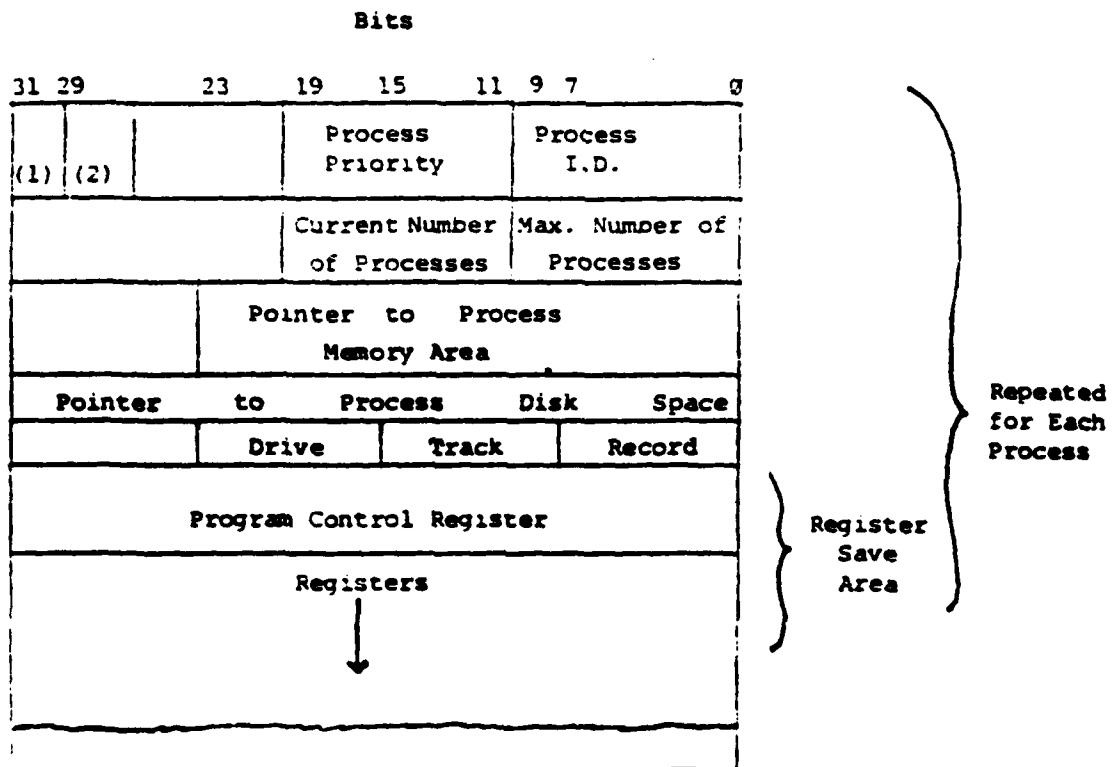 Bits
31 29 23 19 15 11 9 7 0
Process Process
Priority I.D.
(1) (2)
Current Number Max. Number of
of Processes Processes
Pointer to Process
Memory Area
Pointer to Process Disk Space
Drive Track Record
Program Control Register
Registers
Register
Save
Area
Repeated
for Each
Process